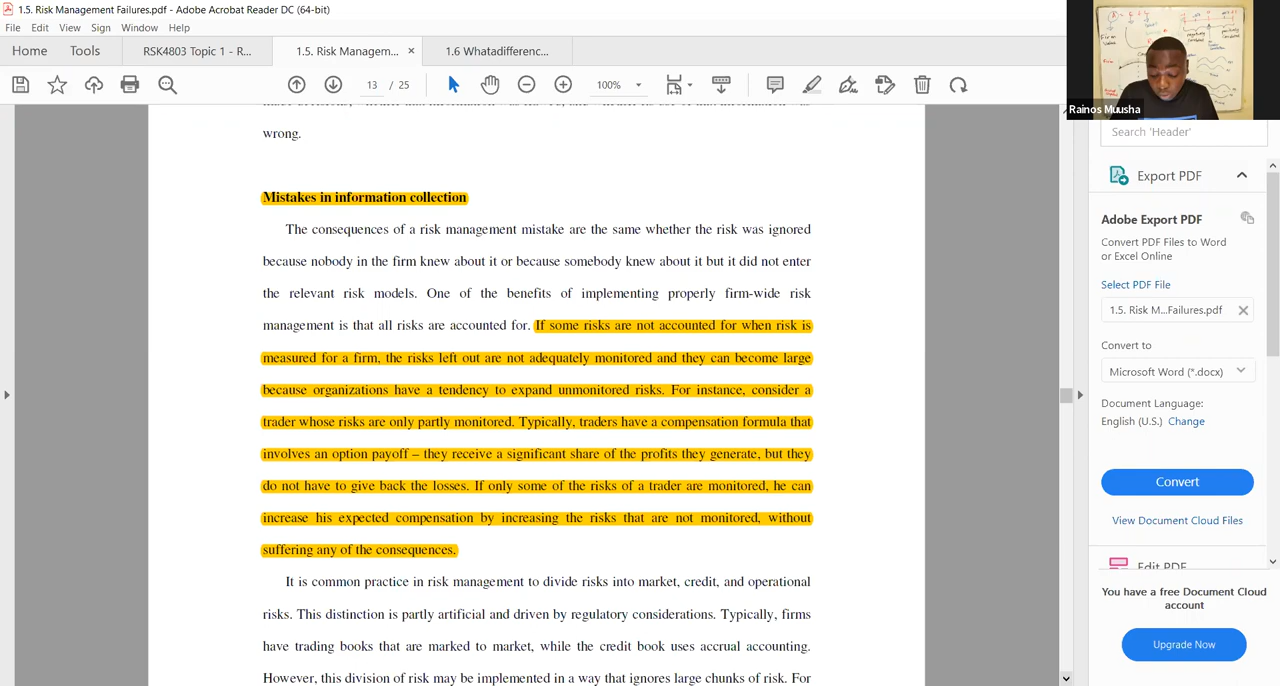 1.5. Risk Management Failures.pdf - Adobe Acrobat Reader DC (64-bit)
File Edit View Sign Window Help
Home Tools RSK4803 Topic 1 - R... 1.5. Risk Managem... × 1.6 Whatadifferenc...
13 / 25 100%
Rainos Muusha
wrong.
Mistakes in information collection
The consequences of a risk management mistake are the same whether the risk was ignored
because nobody in the firm knew about it or because somebody knew about it but it did not enter
the relevant risk models. One of the benefits of implementing properly firm-wide risk
management is that all risks are accounted for. If some risks are not accounted for when risk is
measured for a firm, the risks left out are not adequately monitored and they can become large
because organizations have a tendency to expand unmonitored risks. For instance, consider a
trader whose risks are only partly monitored. Typically, traders have a compensation formula that
involves an option payoff – they receive a significant share of the profits they generate, but they
do not have to give back the losses. If only some of the risks of a trader are monitored, he can
increase his expected compensation by increasing the risks that are not monitored, without
suffering any of the consequences.
It is common practice in risk management to divide risks into market, credit, and operational
risks. This distinction is partly artificial and driven by regulatory considerations. Typically, firms
have trading books that are marked to market, while the credit book uses accrual accounting.
However, this division of risk may be implemented in a way that ignores large chunks of risk. For
Search 'Header'
Export PDF
Adobe Export PDF
Convert PDF Files to Word
or Excel Online
Select PDF File
1.5. Risk M...Failures.pdf
Convert to
Microsoft Word (*.docx)
Document Language:
English (U.S.) Change
Convert
View Document Cloud Files
Edit PDF
You have a free Document Cloud
account
Upgrade Now